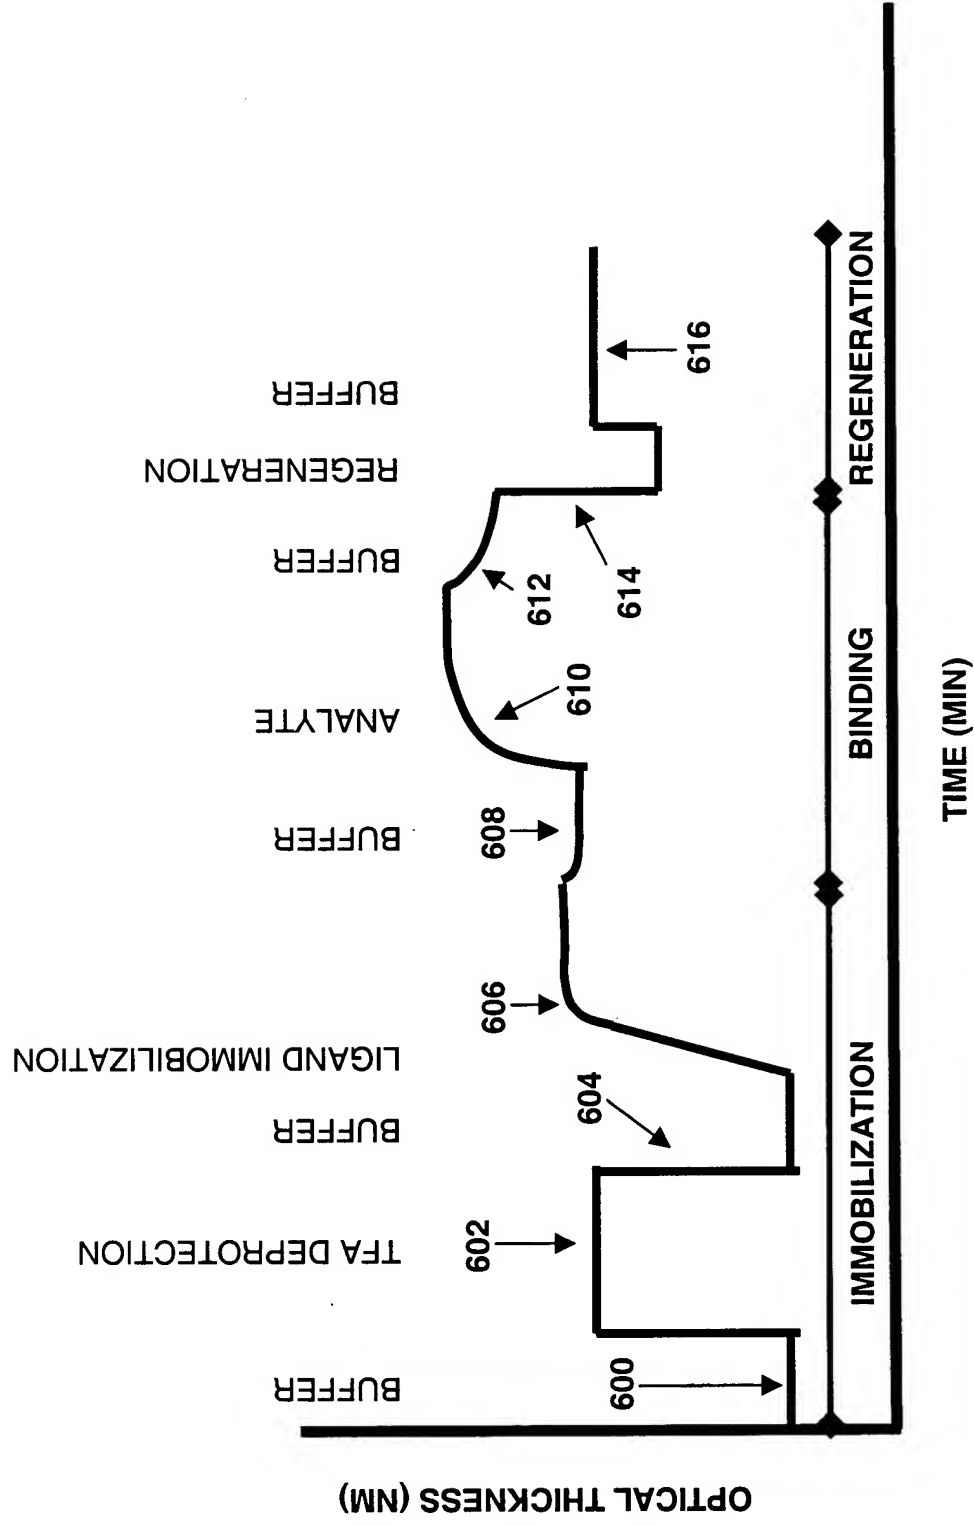 OPTICAL THICKNESS (NM)
BUFFER
TFA DEPROTECTION
BUFFER
LIGAND IMMOBILIZATION
BUFFER
ANALYTE
BUFFER
REGENERATION
BUFFER
600
602
604
606
608
610
612
614
616
IMMOBILIZATION
BINDING
REGENERATION
TIME (MIN)